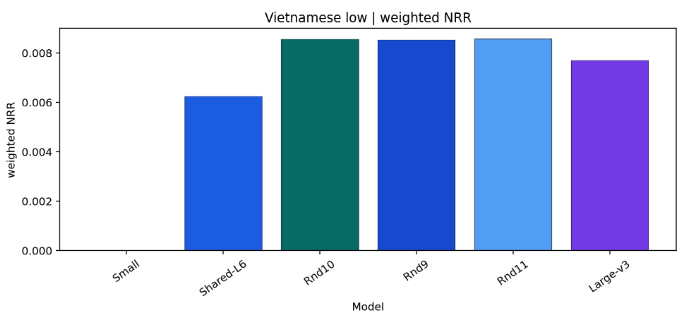 Vietnamese low | weighted NRR
weighted NRR
0.008
0.006
0.004
0.002
0.000
Small
Shared-L6
Rnd10
Rnd9
Rnd11
Large-v3
Model